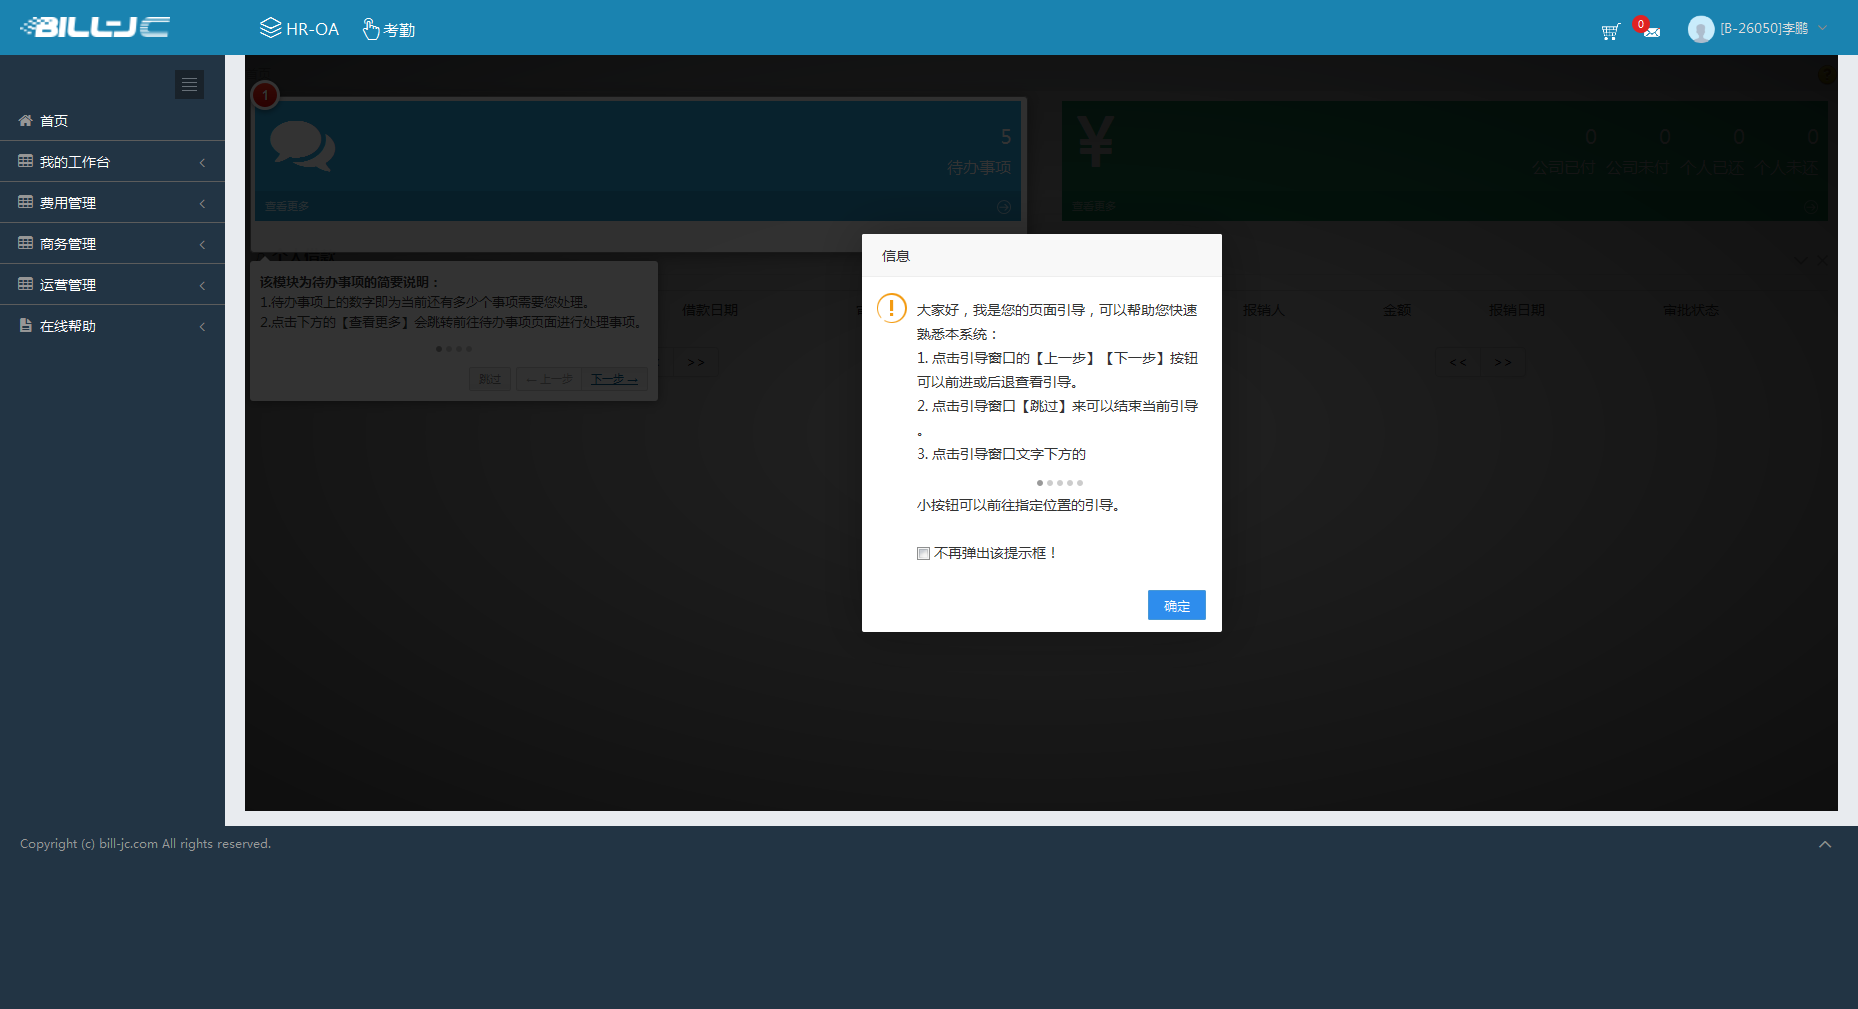 BILL-JC
HR-OA
考勤
0
[B-26050]李鹏
首页
我的工作台
费用管理
商务管理
运营管理
在线帮助
1
5
待办事项
查看更多
¥
0 0 0 0
公司已付 公司未付 个人已还 个人未还
查看更多
该模块为待办事项的简要说明：
1.待办事项上的数字即为当前还有多少个事项需要您处理。
2.点击下方的【查看更多】会跳转前往待办事项页面进行处理事项。
跳过
← 上一步
下一步 →
借款日期
>>
报销人
金额
报销日期
审批状态
<<
>>
信息
大家好，我是您的页面引导，可以帮助您快速
熟悉本系统：
1. 点击引导窗口的【上一步】【下一步】按钮
可以前进或后退查看引导。
2. 点击引导窗口【跳过】来可以结束当前引导
。
3. 点击引导窗口文字下方的
小按钮可以前往指定位置的引导。
不再弹出该提示框！
确定
Copyright (c) bill-jc.com All rights reserved.